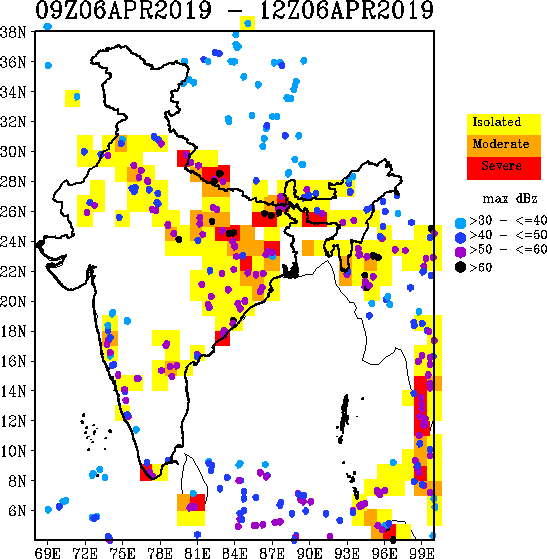 09Z06APR2019 - 12Z06APR2019
38N
36N
34N
32N
30N
28N
26N
24N
22N
20N
18N
16N
14N
12N
10N
8N
6N
69E 72E 75E 78E 81E 84E 87E 90E 93E 96E 99E
Isolated
Moderate
Severe
max dBz
>30 - <=40
>40 - <=50
>50 - <=60
>60